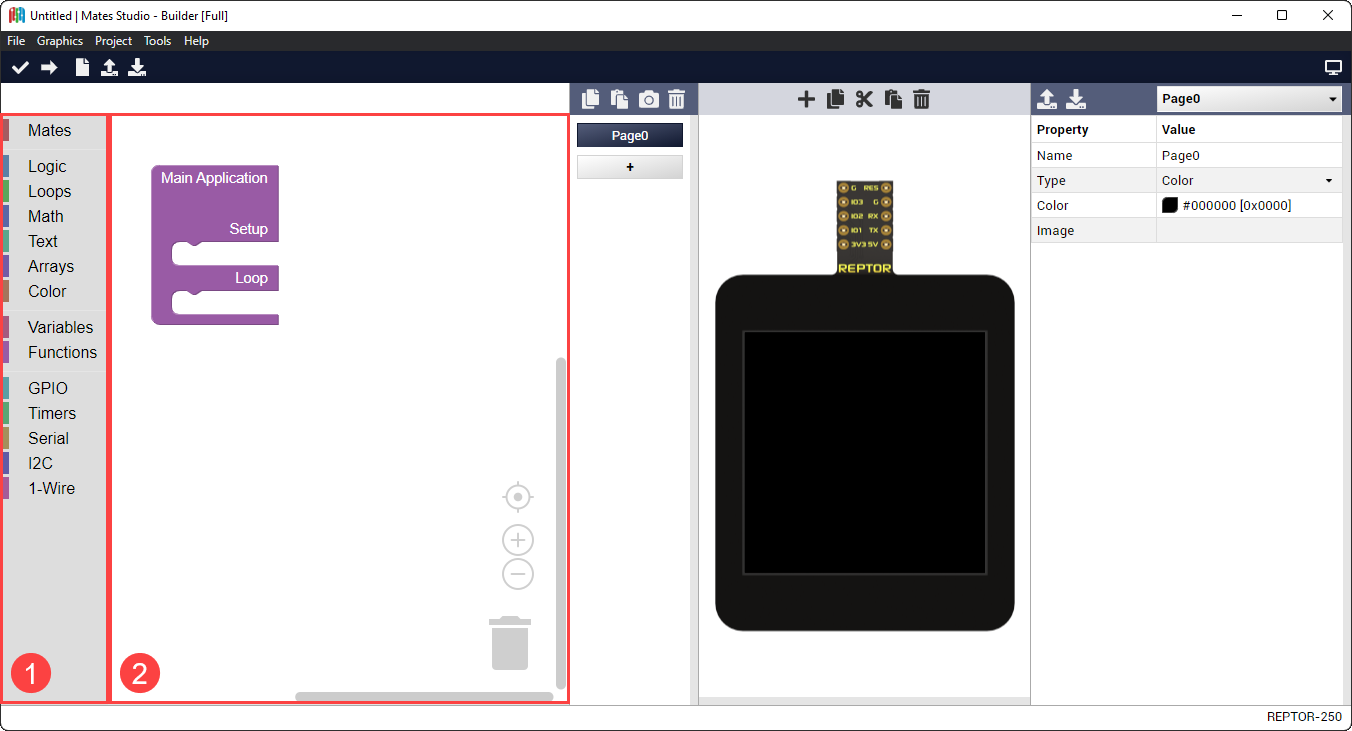 Untitled | Mates Studio - Builder [Full]
File Graphics Project Tools Help
Page0
Mates
Logic
Loops
Math
Text
Arrays
Color
Variables
Functions
GPIO
Timers
Serial
I2C
1-Wire
1
Main Application
Setup
Loop
2
Page0
+
G RES
IO3 G
IO2 RX
IO1 TX
3V3 5V
REPTOR
Property Value
Name Page0
Type Color
Color #000000 [0x0000]
Image
REPTOR-250